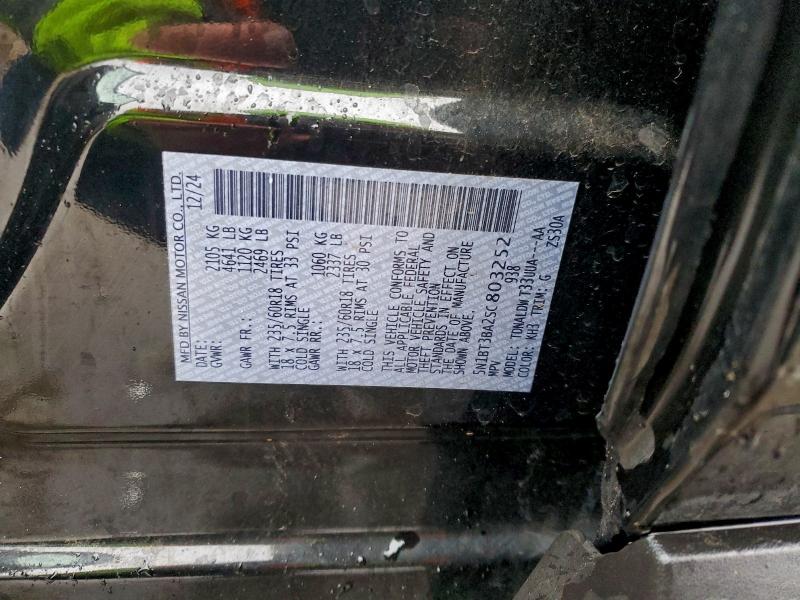 MFD BY NISSAN MOTOR CO., LTD.
DATE: 12/24
GVWR: 2105 KG
4641 LB
GAWR FR.: 1120 KG
2469 LB
WITH 235/60R18 TIRES
18 X 7.5 RIMS AT 33 PSI
COLD SINGLE
GAWR RR.: 1060 KG
2337 LB
WITH 235/60R18 TIRES
18 X 7.5 RIMS AT 30 PSI
COLD SINGLE
THIS VEHICLE CONFORMS TO
ALL APPLICABLE FEDERAL
MOTOR VEHICLE SAFETY AND
THEFT PREVENTION
STANDARDS IN EFFECT ON
THE DATE OF MANUFACTURE
SHOWN ABOVE.
5N1BT3BA2SC803252
MPV 938
MODEL: TDNALDW T33UUA---AA
COLOR: KH3 TRIM: G ZS30A